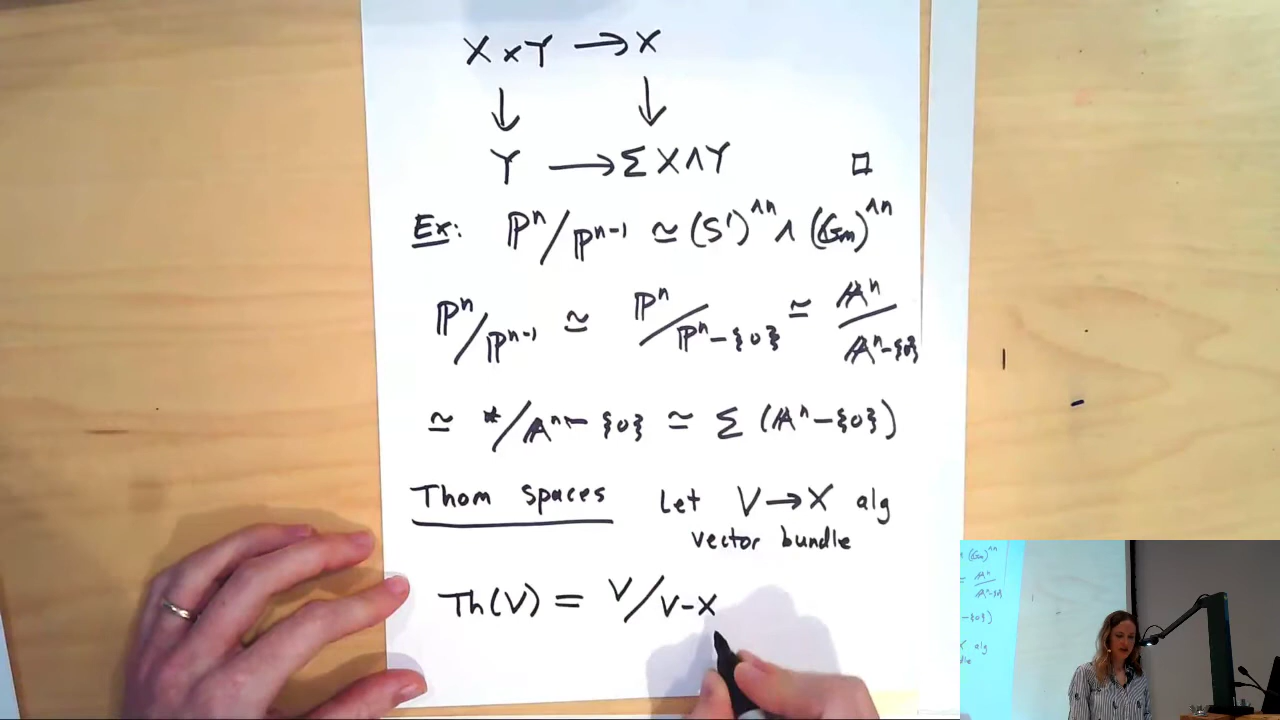 X × Y → X
↓ ↓
Y → Σ X ∧ Y □
Ex: ℙⁿ/ℙⁿ⁻¹ ≃ (S¹)^∧n ∧ (𝔾m)^∧n
ℙⁿ/ℙⁿ⁻¹ ≃ ℙⁿ/ℙⁿ-{0} ≃ 𝔸ⁿ/𝔸ⁿ-{0}
≃ */𝔸ⁿ-{0} ≃ Σ (𝔸ⁿ-{0})
Thom spaces Let V → X alg
vector bundle
Th(V) = V/V-X